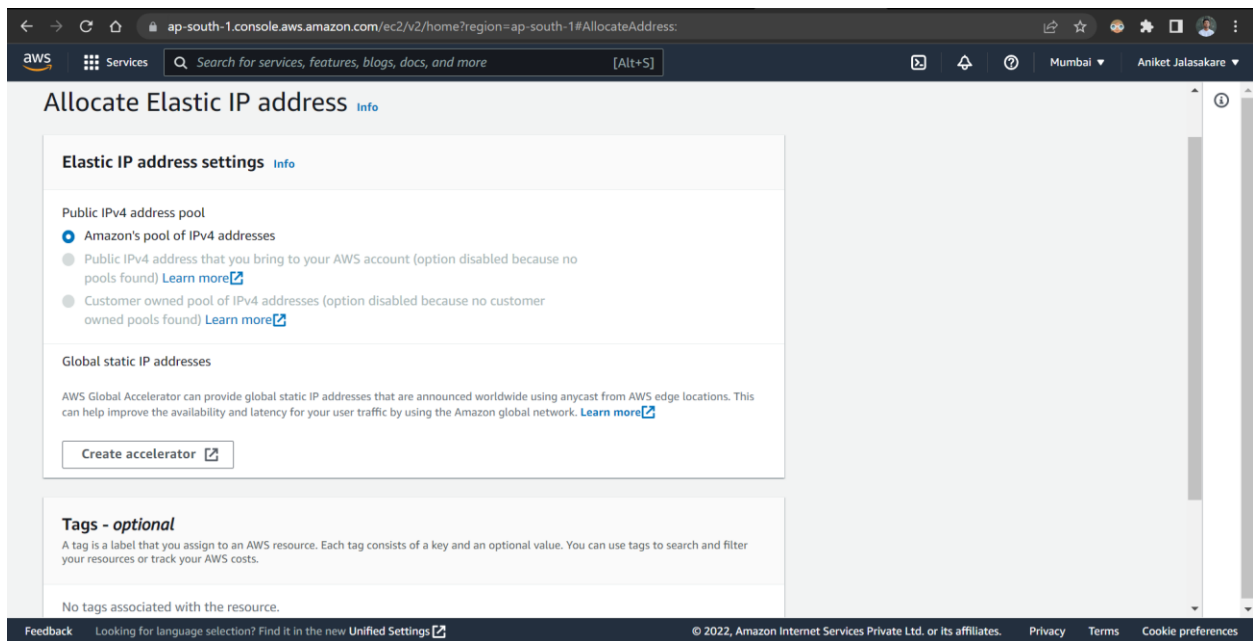 ap-south-1.console.aws.amazon.com/ec2/v2/home?region=ap-south-1#AllocateAddress:
aws Services Search for services, features, blogs, docs, and more [Alt+S] Mumbai ▼ Aniket Jalasakare ▼
Allocate Elastic IP address Info
Elastic IP address settings Info
Public IPv4 address pool
Amazon's pool of IPv4 addresses
Public IPv4 address that you bring to your AWS account (option disabled because no
pools found) Learn more
Customer owned pool of IPv4 addresses (option disabled because no customer
owned pools found) Learn more
Global static IP addresses
AWS Global Accelerator can provide global static IP addresses that are announced worldwide using anycast from AWS edge locations. This
can help improve the availability and latency for your user traffic by using the Amazon global network. Learn more
Create accelerator
Tags - optional
A tag is a label that you assign to an AWS resource. Each tag consists of a key and an optional value. You can use tags to search and filter
your resources or track your AWS costs.
No tags associated with the resource.
Feedback Looking for language selection? Find it in the new Unified Settings © 2022, Amazon Internet Services Private Ltd. or its affiliates. Privacy Terms Cookie preferences